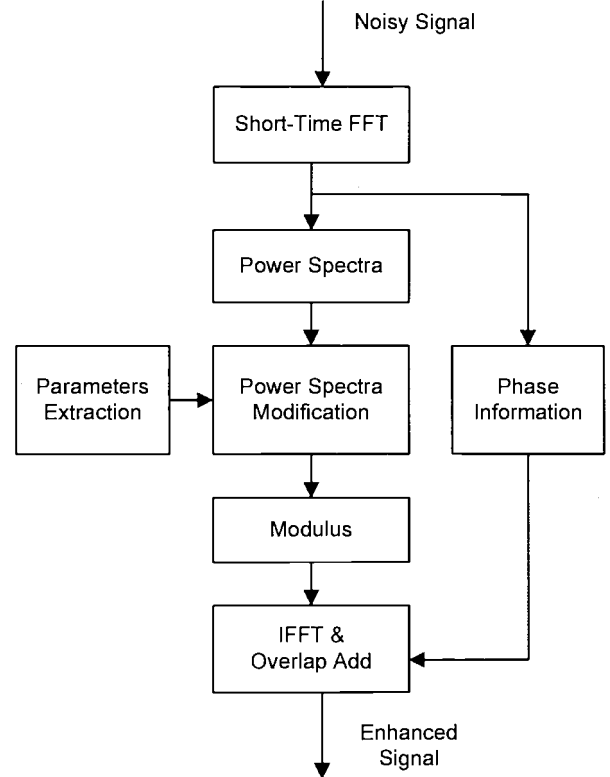 Noisy Signal
Short-Time FFT
Power Spectra
Parameters
Extraction
Power Spectra
Modification
Phase
Information
Modulus
IFFT &
Overlap Add
Enhanced
Signal